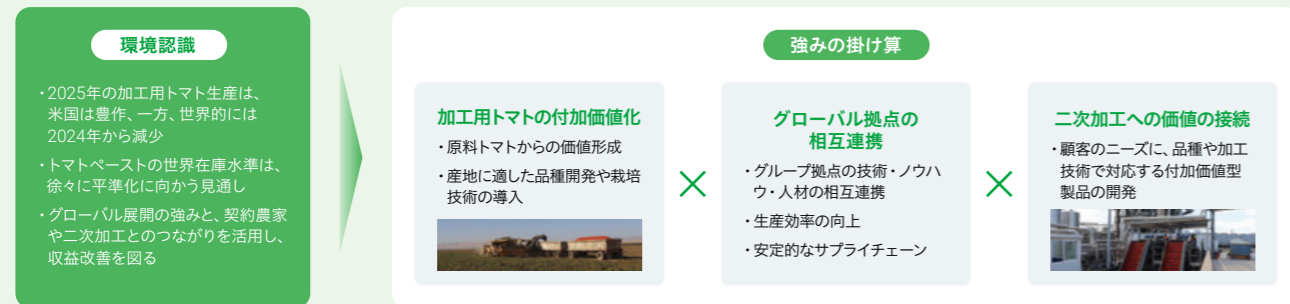 環境認識
・2025年の加工用トマト生産は、
米国は豊作、一方、世界的には
2024年から減少
・トマトペーストの世界在庫水準は、
徐々に平準化に向かう見通し
・グローバル展開の強みと、契約農家
や二次加工とのつながりを活用し、
収益改善を図る
強みの掛け算
加工用トマトの付加価値化
・原料トマトからの価値形成
・産地に適した品種開発や栽培
技術の導入
×
グローバル拠点の
相互連携
・グループ拠点の技術・ノウハ
ウ・人材の相互連携
・生産効率の向上
・安定的なサプライチェーン
×
二次加工への価値の接続
・顧客のニーズに、品種や加工
技術で対応する付加価値型
製品の開発